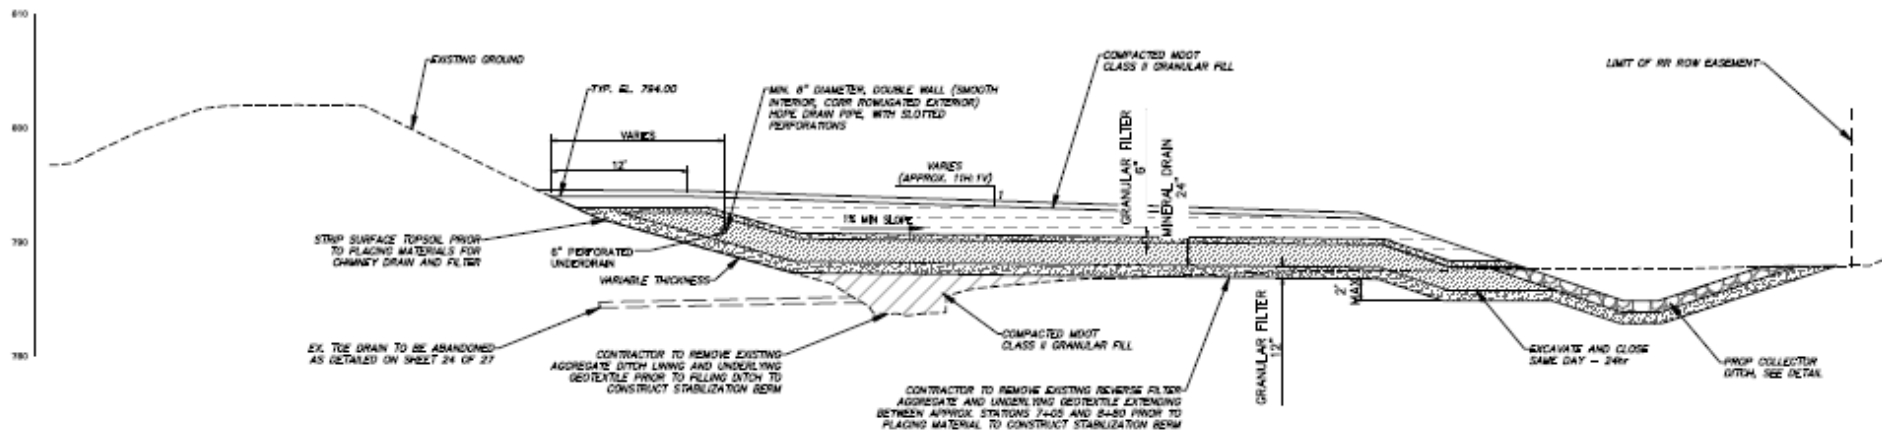 810
800
790
780
EXISTING GROUND
TYP. EL. 794.00
VARIES
12'
MIN. 6" DIAMETER, DOUBLE WALL (SMOOTH
INTERIOR, CORR ROWUGATED EXTERIOR)
HDPE DRAIN PIPE, WITH SLOTTED
PERFORATIONS
VARIES
(APPROX. 11H:1V)
1
COMPACTED MDOT
CLASS II GRANULAR FILL
GRANULAR FILTER
6"
MINERAL DRAIN
24"
LIMIT OF RR ROW EASEMENT
1% MIN SLOPE
STRIP SURFACE TOPSOIL PRIOR
TO PLACING MATERIALS FOR
CHIMNEY DRAIN AND FILTER
6" PERFORATED
UNDERDRAIN
VARIABLE THICKNESS
EX. TOE DRAIN TO BE ABANDONED
AS DETAILED ON SHEET 24 OF 27
CONTRACTOR TO REMOVE EXISTING
AGGREGATE DITCH LINING AND UNDERLYING
GEOTEXTILE PRIOR TO FILLING DITCH TO
CONSTRUCT STABILIZATION BERM
COMPACTED MDOT
CLASS II GRANULAR FILL
CONTRACTOR TO REMOVE EXISTING REVERSE FILTER
AGGREGATE AND UNDERLYING GEOTEXTILE EXTENDING
BETWEEN APPROX. STATIONS 7+05 AND 8+80 PRIOR TO
PLACING MATERIAL TO CONSTRUCT STABILIZATION BERM
GRANULAR FILTER
12"
2'
MAX
EXCAVATE AND CLOSE
SAME DAY - 24hr
PROP COLLECTOR
DITCH, SEE DETAIL